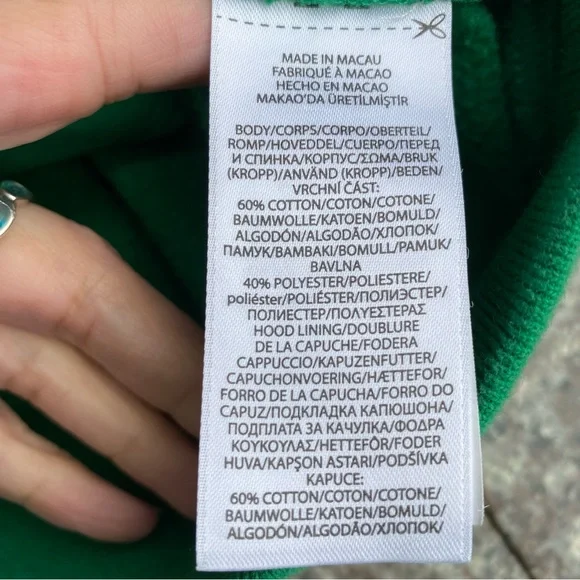 MADE IN MACAU
FABRIQUÉ À MACAO
HECHO EN MACAO
MAKAO'DA ÜRETİLMİŞTİR
BODY/CORPS/CORPO/OBERTEIL/
ROMP/HOVEDDEL/CUERPO/ПЕРЕД
И СПИНКА/КОРПУС/ΣΩΜΑ/BRUK
(KROPP)/ANVÄND (KROPP)/BEDEN/
VRCHNÍ ČÁST:
60% COTTON/COTON/COTONE/
BAUMWOLLE/KATOEN/BOMULD/
ALGODÓN/ALGODÃO/ХЛОПОК/
ПАМУК/ΒΑΜΒΑΚΙ/BOMULL/PAMUK/
BAVLNA
40% POLYESTER/POLIESTERE/
poliéster/POLIÉSTER/ПОЛИЭСТЕР/
ПОЛИЕСТЕР/ΠΟΛΥΕΣΤΕΡΑΣ
HOOD LINING/DOUBLURE
DE LA CAPUCHE/FODERA
CAPPUCCIO/KAPUZENFUTTER/
CAPUCHONVOERING/HÆTTEFOR/
FORRO DE LA CAPUCHA/FORRO DO
CAPUZ/ПОДКЛАДКА КАПЮШОНА/
ПОДПЛАТА ЗА КАЧУЛКА/ΦΟΔΡΑ
ΚΟΥΚΟΥΛΑΣ/HETTEFÔR/FODER
HUVA/KAPŞON ASTARI/PODŠÍVKA
KAPUCE:
60% COTTON/COTON/COTONE/
BAUMWOLLE/KATOEN/BOMULD/
ALGODÓN/ALGODÃO/ХЛОПОК/